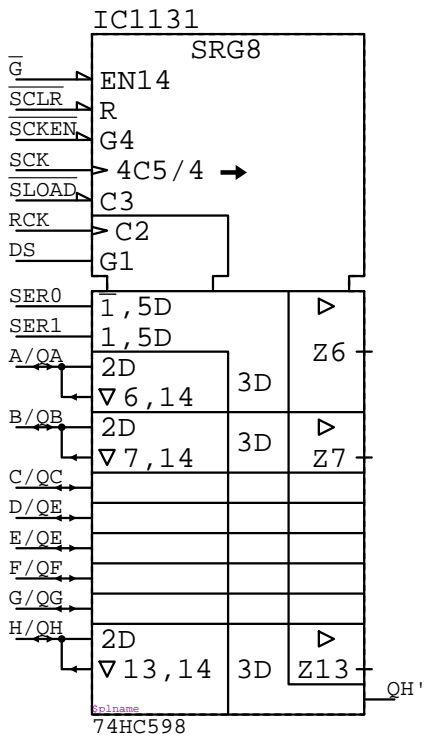 IC1131
SRG8
G
EN14
SCLR
R
SCKEN
G4
SCK
4C5/4
SLOAD
C3
RCK
C2
DS
G1
SER0
1,5D
SER1
1,5D
Z6
A/QA
2D
3D
6,14
B/QB
2D
3D
7,14
Z7
C/QC
D/QE
E/QE
F/QF
G/QG
H/QH
2D
13,14
3D
Z13
QH'
$plname
74HC598